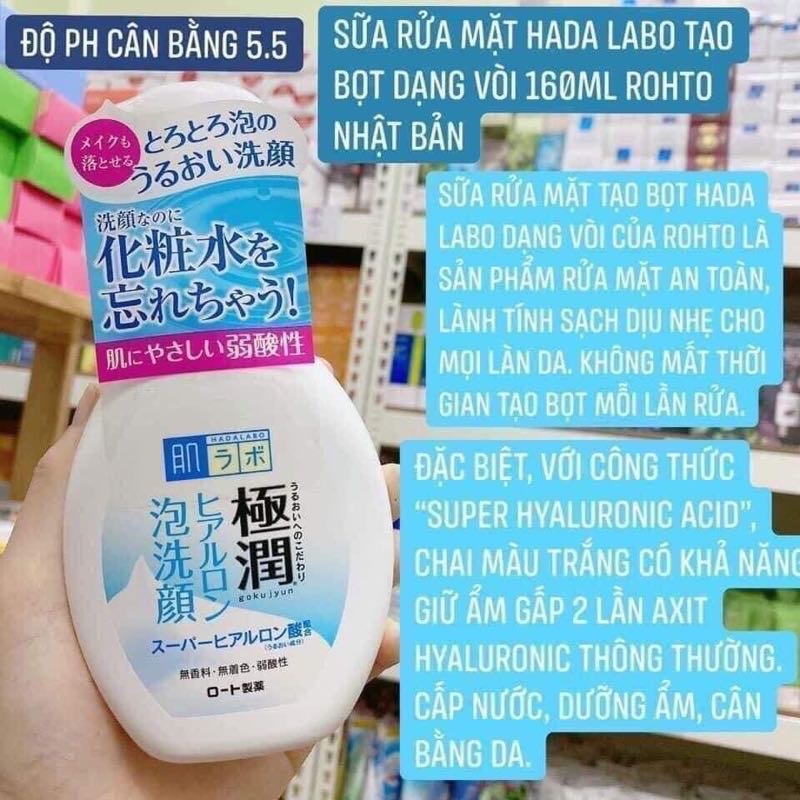 ĐỘ PH CÂN BẰNG 5.5
SỮA RỬA MẶT HADA LABO TẠO
BỌT DẠNG VÒI 160ML ROHTO
NHẬT BẢN
SỮA RỬA MẶT TẠO BỌT HADA
LABO DẠNG VÒI CỦA ROHTO LÀ
SẢN PHẨM RỬA MẶT AN TOÀN,
LÀNH TÍNH SẠCH DỊU NHẸ CHO
MỌI LÀN DA. KHÔNG MẤT THỜI
GIAN TẠO BỌT MỖI LẦN RỬA.
ĐẶC BIỆT, VỚI CÔNG THỨC
“SUPER HYALURONIC ACID”,
CHAI MÀU TRẮNG CÓ KHẢ NĂNG
GIỮ ẨM GẤP 2 LẦN AXIT
HYALURONIC THÔNG THƯỜNG.
CẤP NƯỚC, DƯỠNG ẨM, CÂN
BẰNG DA.
メイクも
落とせる
とろとろ泡の
うるおい洗顔
洗顔なのに
化粧水を
忘れちゃう!
肌にやさしい弱酸性
HADALABO
肌ラボ
うるおいへのこだわり
極潤
gokujyun
ヒアルロン
泡洗顔
スーパーヒアルロン酸配合
(うるおい成分)
無香料・無着色・弱酸性
ロート製薬